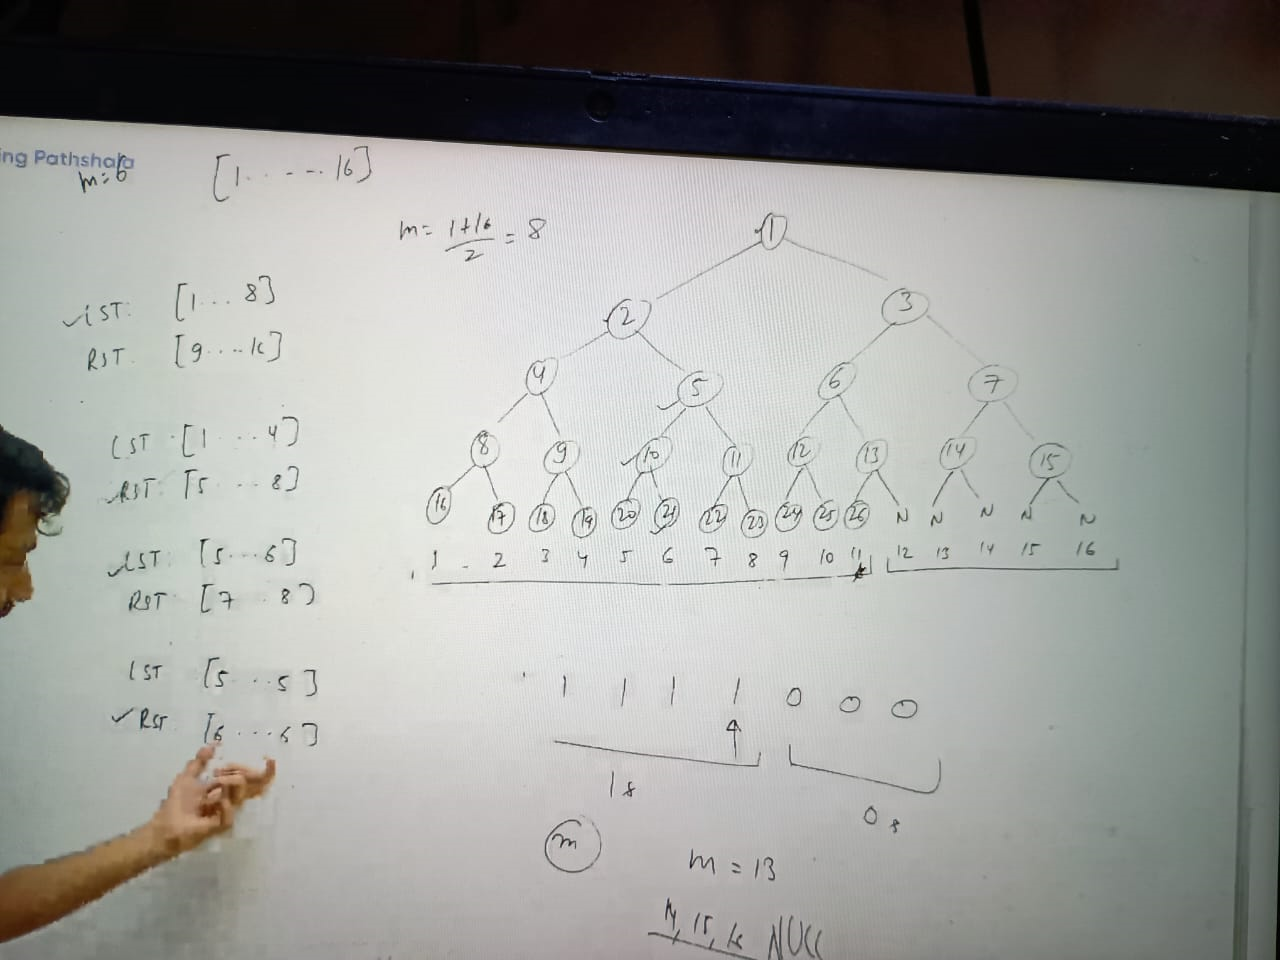 ing Pathshala
m=6
[1 . . - - .. 16]
m = 1+16 / 2 = 8
LST: [1 ... 8]
RST. [9 .... 16]
LST [1 ... 4]
RST: [5 ... 8]
LST: [5 ... 6]
RST [7 . 8]
LST [5 ... 5]
RST [6 ... 6]
1
2 3
4 5 6 7
8 9 10 11 12 13 14 15
16 17 18 19 20 21 22 23 24 25 26 N N N N N
1 2 3 4 5 6 7 8 9 10 11 12 13 14 15 16
1 1 1 1 0 0 0
1s
0s
m
m = 13
14, 15, 16 NULL